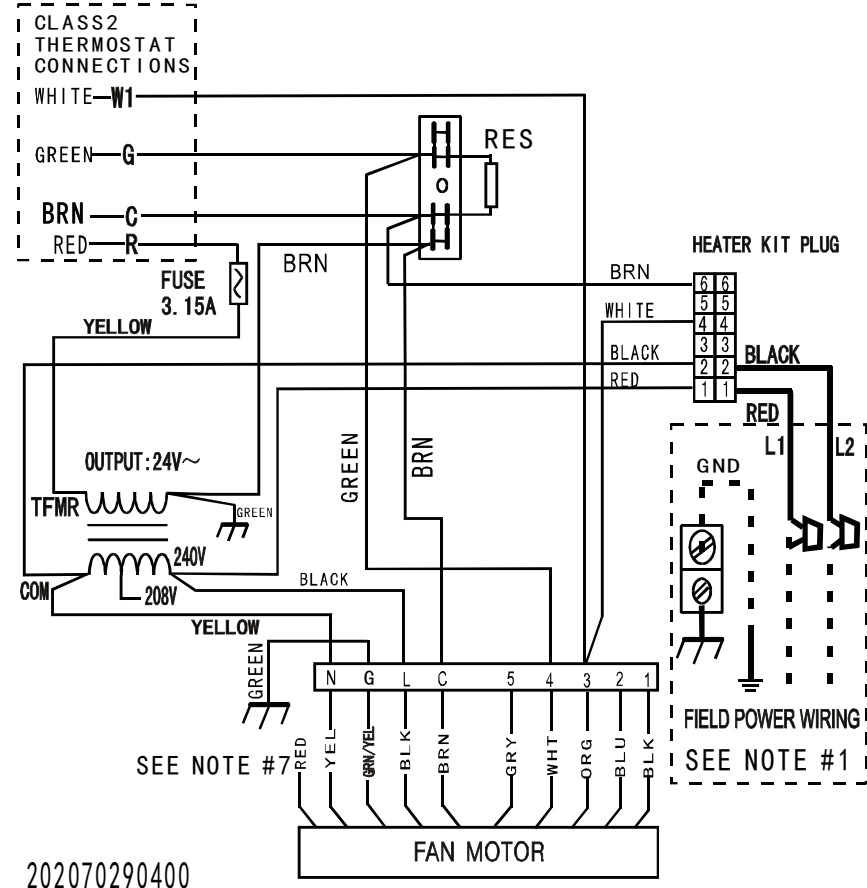 CLASS2
THERMOSTAT
CONNECTIONS
WHITE W1
GREEN G
BRN C
RED R
RES
O
BRN
FUSE
3.15A
YELLOW
HEATER KIT PLUG
BRN
WHITE
BLACK
RED
6 6
5 5
4 4
3 3
2 2
1 1
BLACK
RED
L1
L2
GND
GREEN
BRN
OUTPUT:24V～
TFMR
GREEN
240V
COM
208V
BLACK
YELLOW
GREEN
N G L C 5 4 3 2 1
FIELD POWER WIRING
SEE NOTE #1
SEE NOTE #7
RED
YEL
GRN/YEL
BLK
BRN
GRY
WHT
ORG
BLU
BLK
FAN MOTOR
202070290400